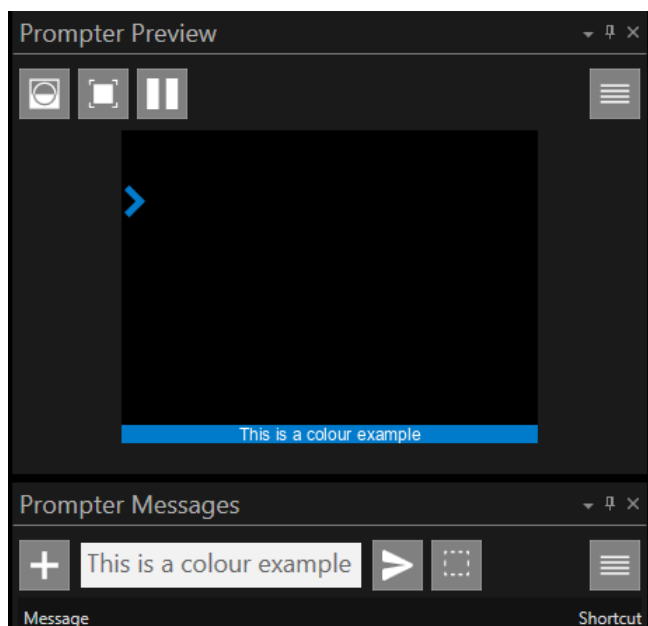 Prompter Preview
This is a colour example
Prompter Messages
This is a colour example
Message Shortcut